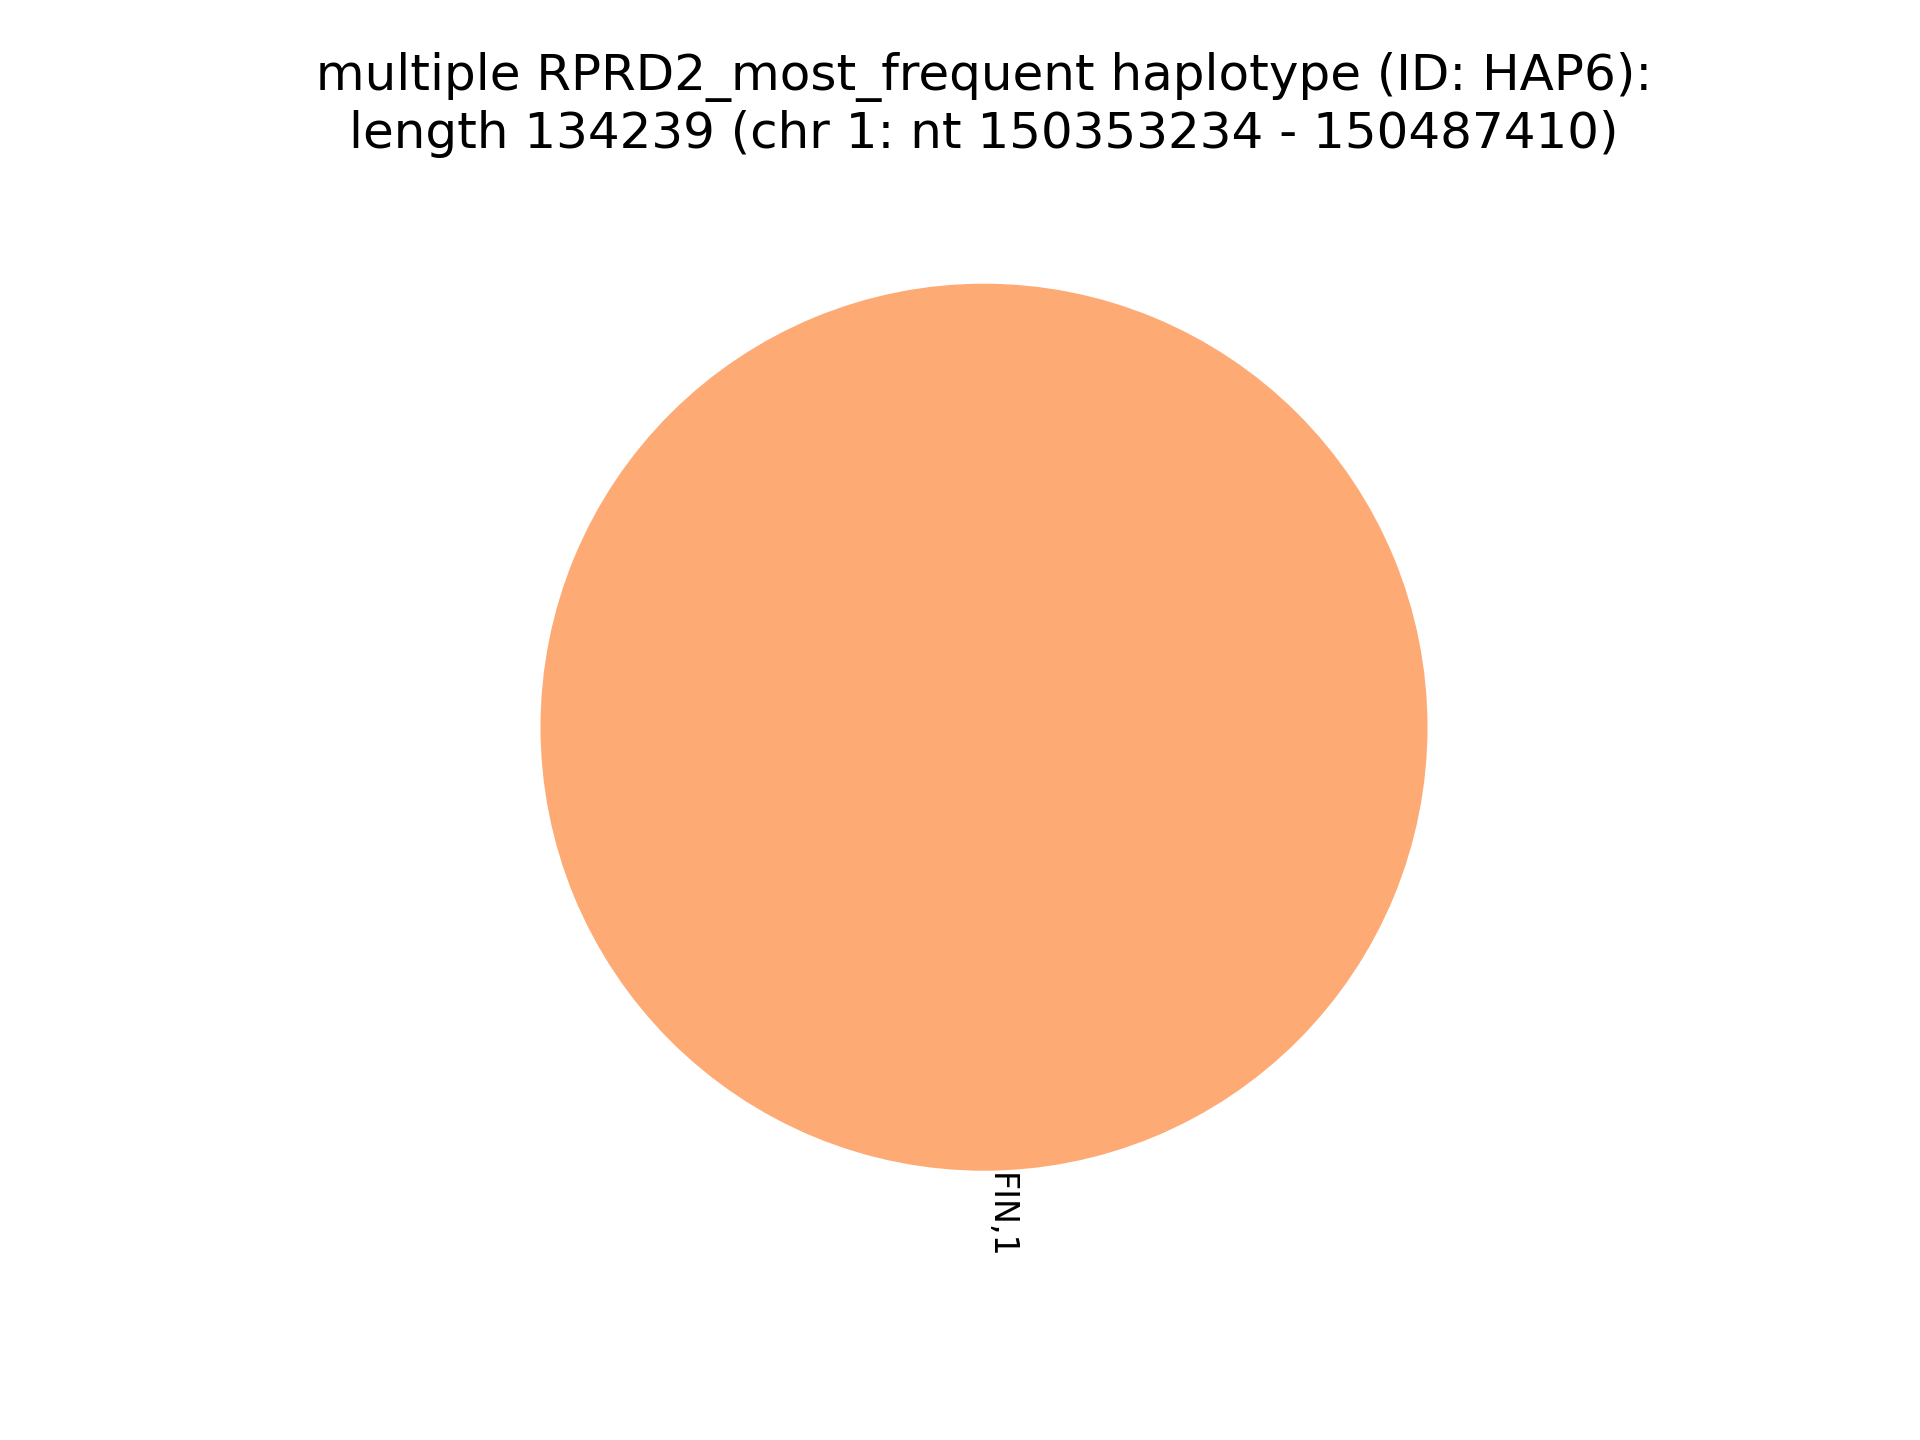 multiple RPRD2_most_frequent haplotype (ID: HAP6):
length 134239 (chr 1: nt 150353234 - 150487410)
FIN,1